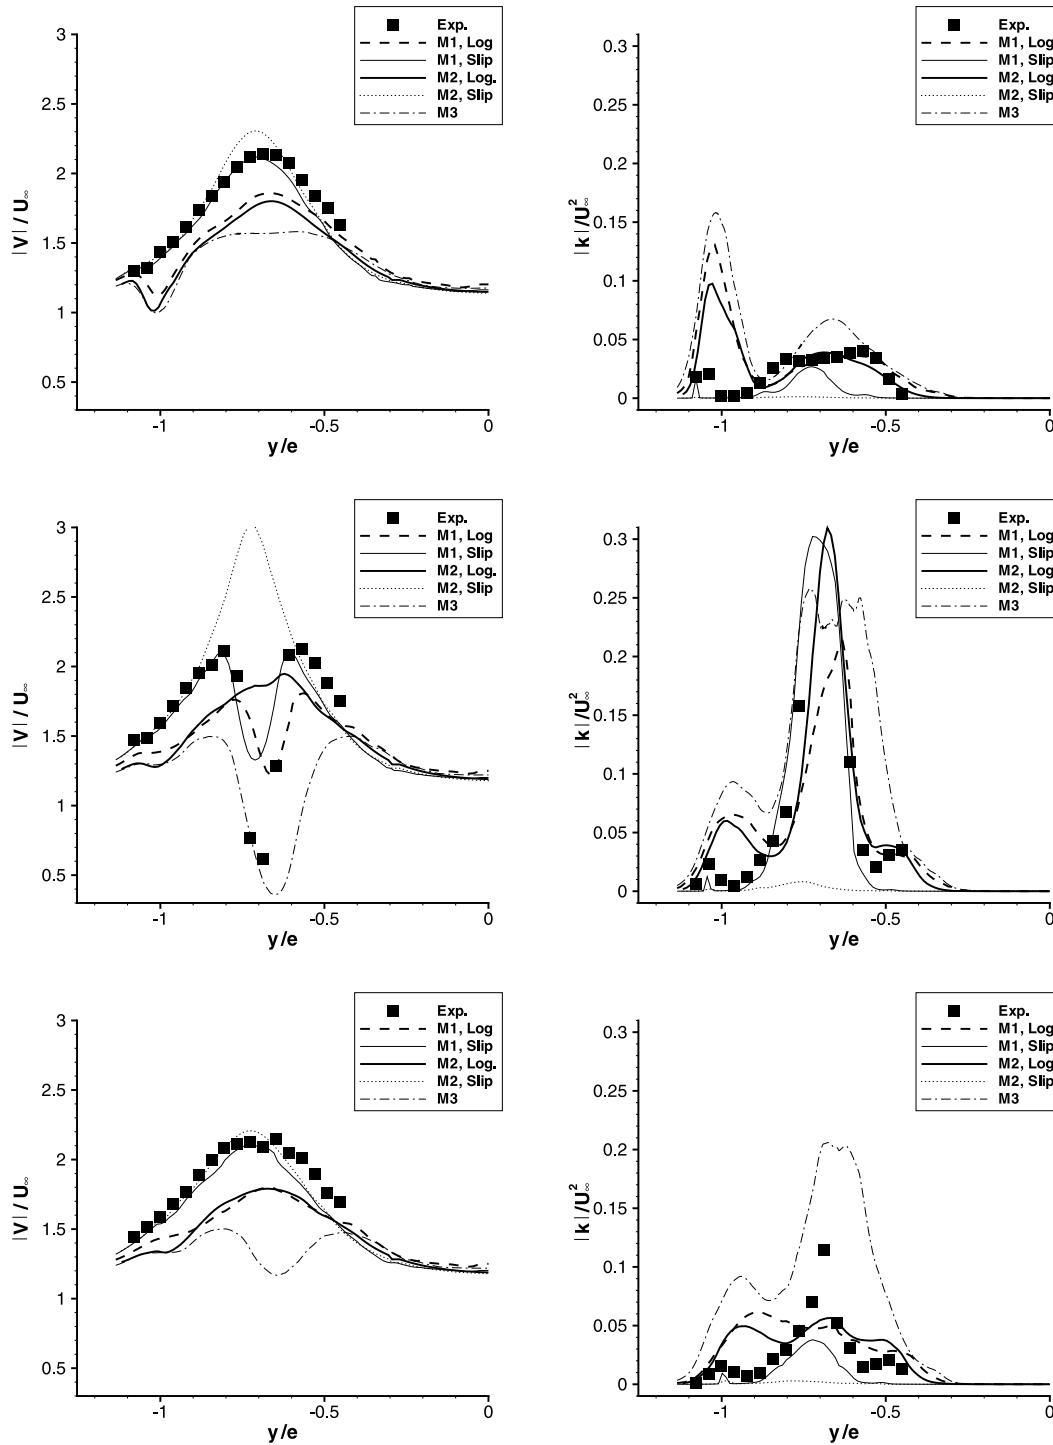 3
2.5
2
1.5
1
0.5
|V| / U∞
-1
-0.5
0
y/e
Exp.
M1, Log
M1, Slip
M2, Log.
M2, Slip
M3
0.3
0.25
0.2
0.15
0.1
0.05
0
|k|/U²∞
-1
-0.5
0
y/e
Exp.
M1, Log
M1, Slip
M2, Log
M2, Slip
M3
3
2.5
2
1.5
1
0.5
|V| / U∞
-1
-0.5
0
y/e
Exp.
M1, Log
M1, Slip
M2, Log.
M2, Slip
M3
0.3
0.25
0.2
0.15
0.1
0.05
0
|k|/U²∞
-1
-0.5
0
y/e
Exp.
M1, Log
M1, Slip
M2, Log
M2, Slip
M3
3
2.5
2
1.5
1
0.5
|V| / U∞
-1
-0.5
0
y/e
Exp.
M1, Log
M1, Slip
M2, Log.
M2, Slip
M3
0.3
0.25
0.2
0.15
0.1
0.05
0
|k|/U²∞
-1
-0.5
0
y/e
Exp.
M1, Log
M1, Slip
M2, Log
M2, Slip
M3